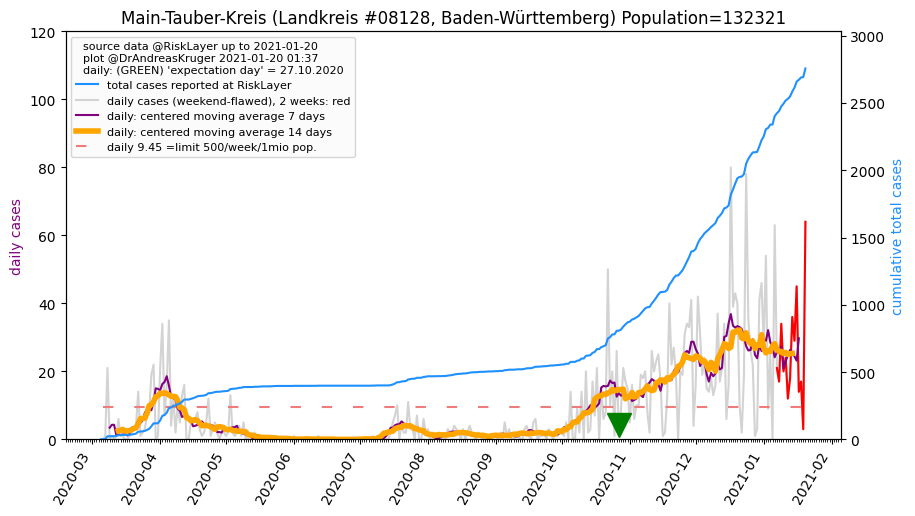 Main-Tauber-Kreis (Landkreis #08128, Baden-Württemberg) Population=132321
source data @RiskLayer up to 2021-01-20
plot @DrAndreasKruger 2021-01-20 01:37
daily: (GREEN) 'expectation day' = 27.10.2020
total cases reported at RiskLayer
daily cases (weekend-flawed), 2 weeks: red
daily: centered moving average 7 days
daily: centered moving average 14 days
daily 9.45 =limit 500/week/1mio pop.
daily cases
120
100
80
60
40
20
0
cumulative total cases
3000
2500
2000
1500
1000
500
0
2020-03
2020-04
2020-05
2020-06
2020-07
2020-08
2020-09
2020-10
2020-11
2020-12
2021-01
2021-02